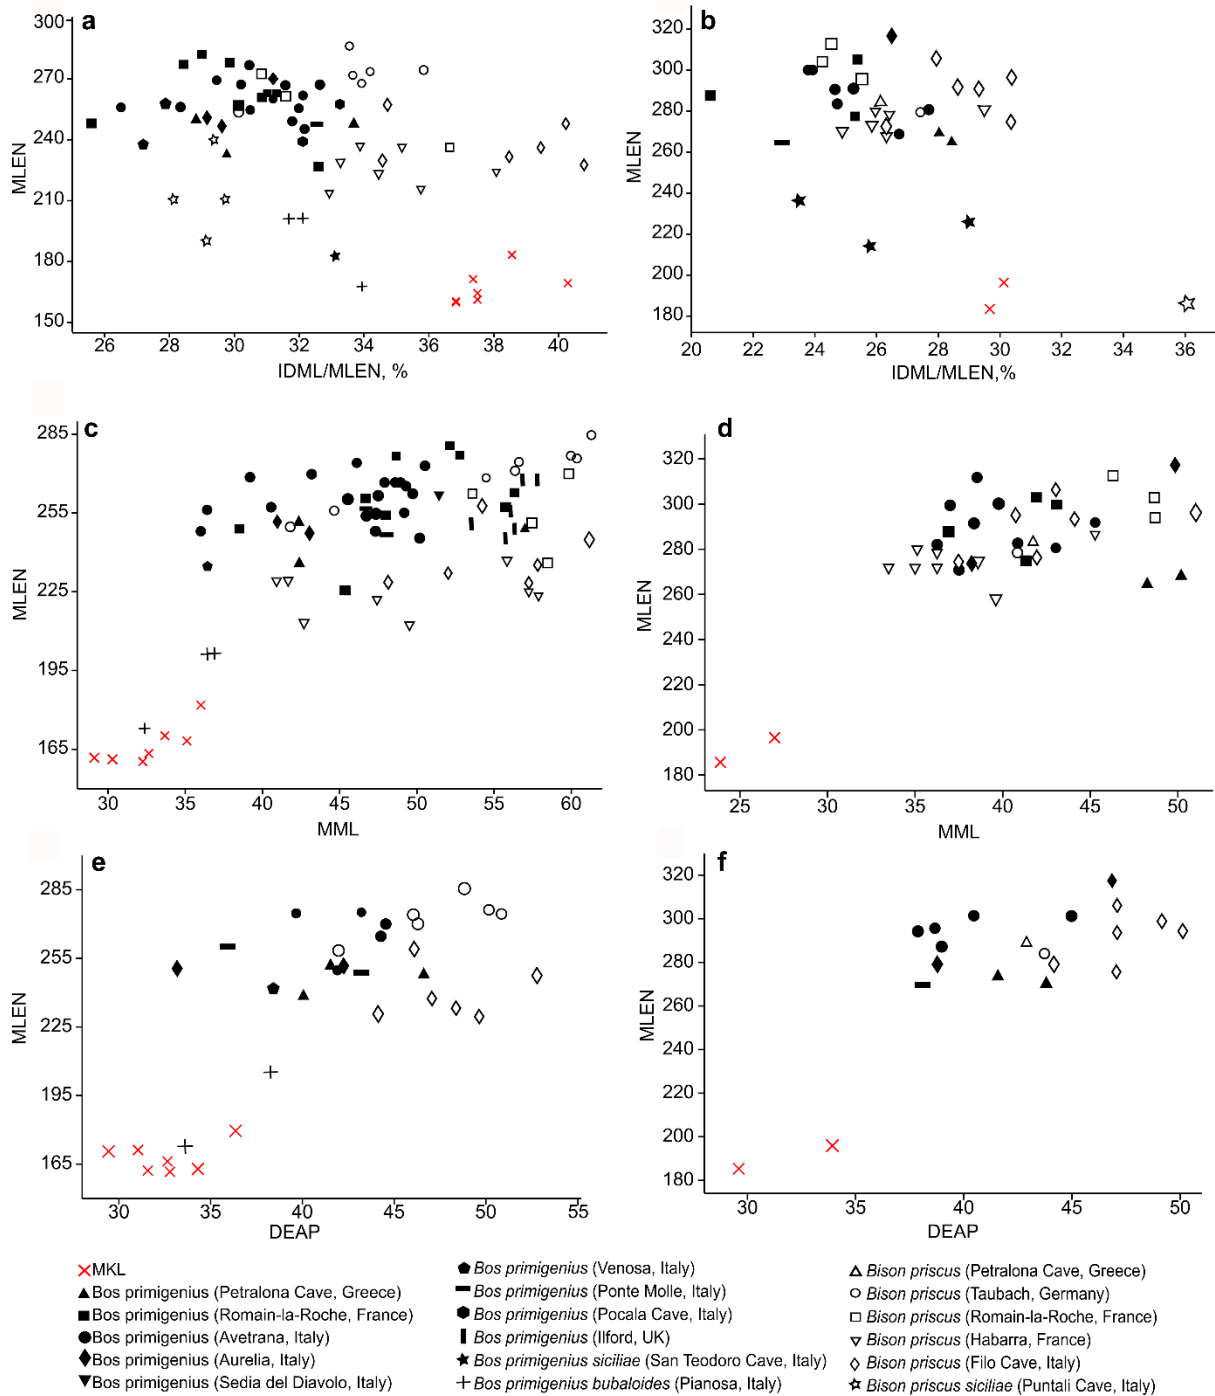 a
300
270
240
210
180
150
MLEN
26 28 30 32 34 36 38 40
IDML/MLEN, %
b
320
300
280
260
240
220
200
180
MLEN
20 22 24 26 28 30 32 34 36
IDML/MLEN,%
c
285
255
225
195
165
MLEN
30 35 40 45 50 55 60
MML
d
320
300
280
260
240
220
200
180
MLEN
25 30 35 40 45 50
MML
e
285
255
225
195
165
MLEN
30 35 40 45 50 55
DEAP
f
320
300
280
260
240
220
200
180
MLEN
30 35 40 45 50
DEAP
MKL
Bos primigenius (Petralona Cave, Greece)
Bos primigenius (Romain-la-Roche, France)
Bos primigenius (Avetrana, Italy)
Bos primigenius (Aurelia, Italy)
Bos primigenius (Sedia del Diavolo, Italy)
Bos primigenius (Venosa, Italy)
Bos primigenius (Ponte Molle, Italy)
Bos primigenius (Pocala Cave, Italy)
Bos primigenius (Ilford, UK)
Bos primigenius siciliae (San Teodoro Cave, Italy)
Bos primigenius bubaloides (Pianosa, Italy)
Bison priscus (Petralona Cave, Greece)
Bison priscus (Taubach, Germany)
Bison priscus (Romain-la-Roche, France)
Bison priscus (Habarra, France)
Bison priscus (Filo Cave, Italy)
Bison priscus siciliae (Puntali Cave, Italy)